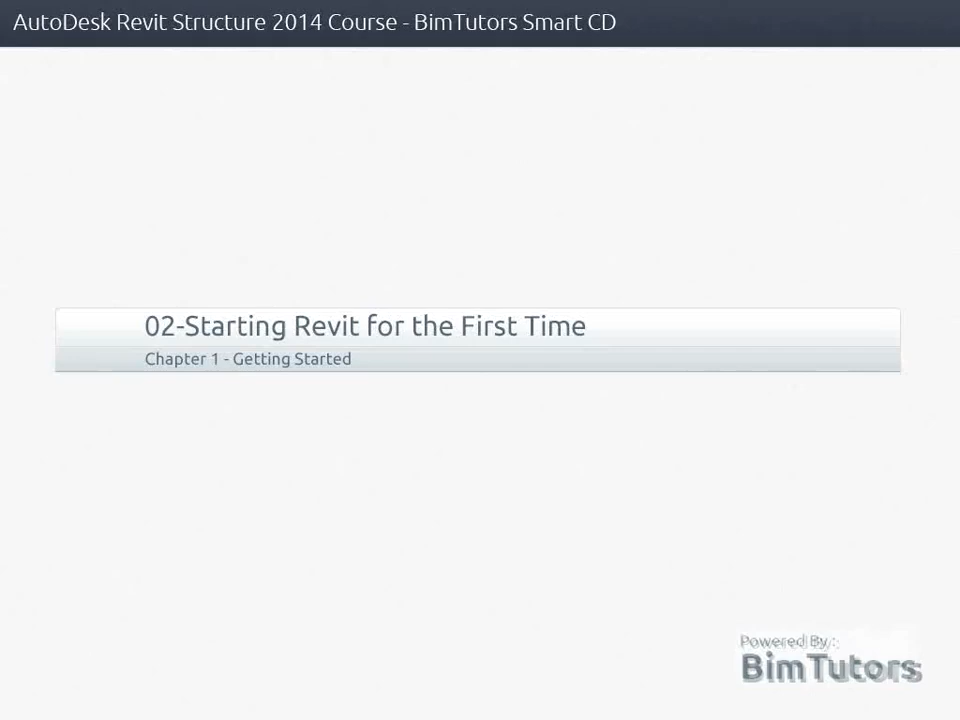 AutoDesk Revit Structure 2014 Course - BimTutors Smart CD
02-Starting Revit for the First Time
Chapter 1 - Getting Started
Powered By :
BimTutors